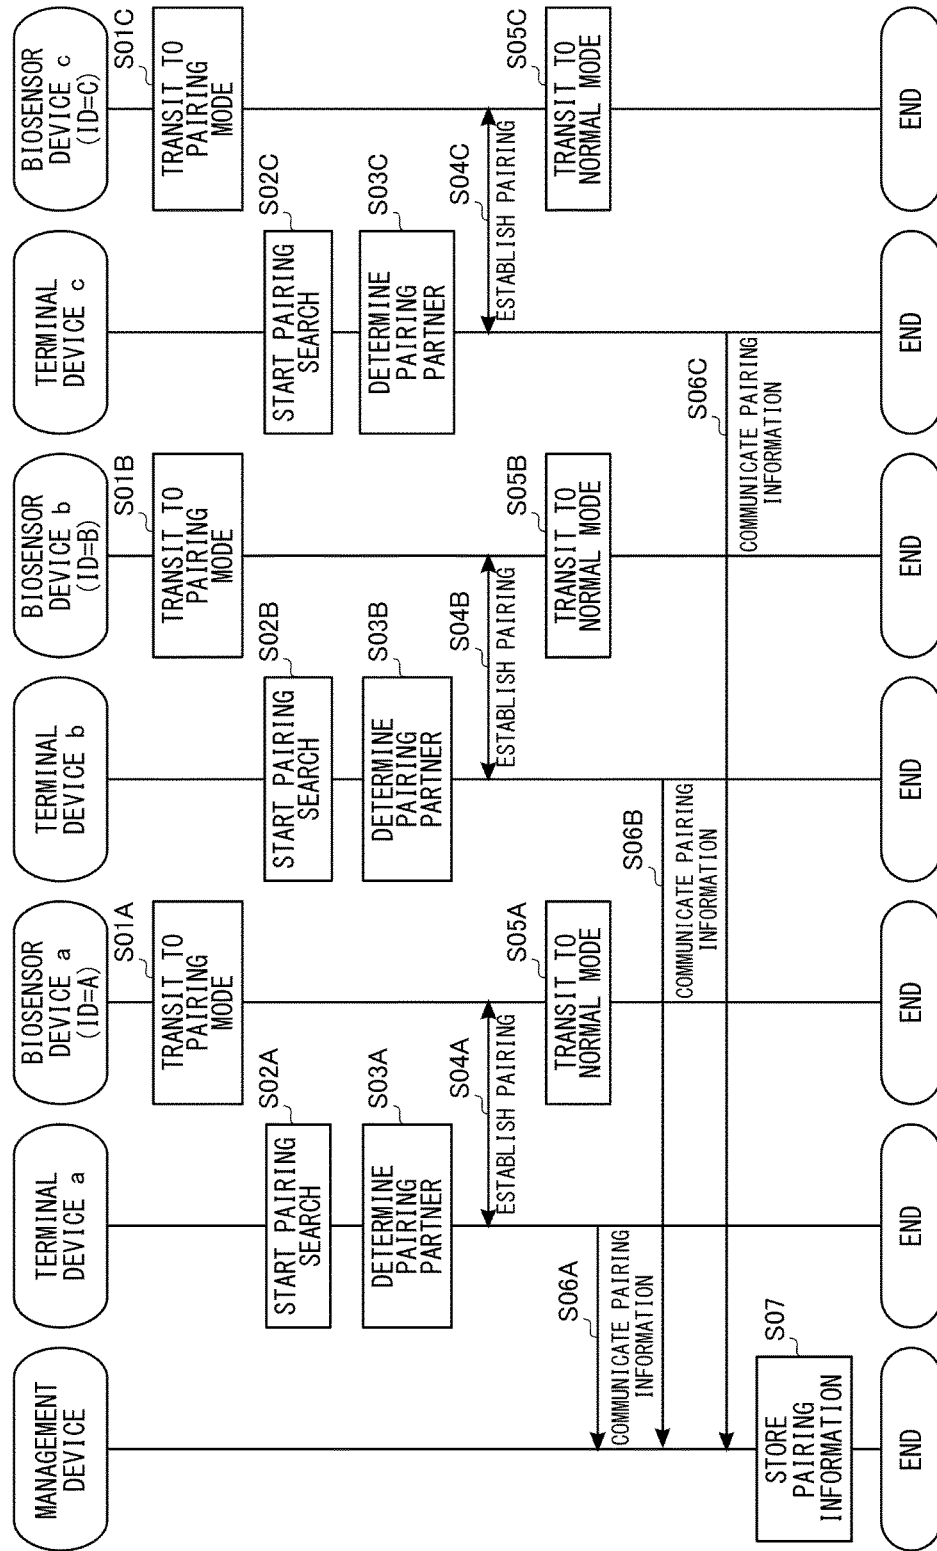 MANAGEMENT
DEVICE
TERMINAL
DEVICE a
BIOSENSOR
DEVICE a
(ID=A)
TERMINAL
DEVICE b
BIOSENSOR
DEVICE b
(ID=B)
TERMINAL
DEVICE c
BIOSENSOR
DEVICE c
(ID=C)
S01A
TRANSIT TO
PAIRING
MODE
S01B
TRANSIT TO
PAIRING
MODE
S01C
TRANSIT TO
PAIRING
MODE
S02A
START PAIRING
SEARCH
S02B
START PAIRING
SEARCH
S02C
START PAIRING
SEARCH
S03A
DETERMINE
PAIRING
PARTNER
S03B
DETERMINE
PAIRING
PARTNER
S03C
DETERMINE
PAIRING
PARTNER
S04A
ESTABLISH PAIRING
S04B
ESTABLISH PAIRING
S04C
ESTABLISH PAIRING
S05A
TRANSIT TO
NORMAL MODE
S05B
TRANSIT TO
NORMAL MODE
S05C
TRANSIT TO
NORMAL MODE
S06A
COMMUNICATE PAIRING
INFORMATION
S06B
COMMUNICATE PAIRING
INFORMATION
S06C
COMMUNICATE PAIRING
INFORMATION
S07
STORE
PAIRING
INFORMATION
END
END
END
END
END
END
END